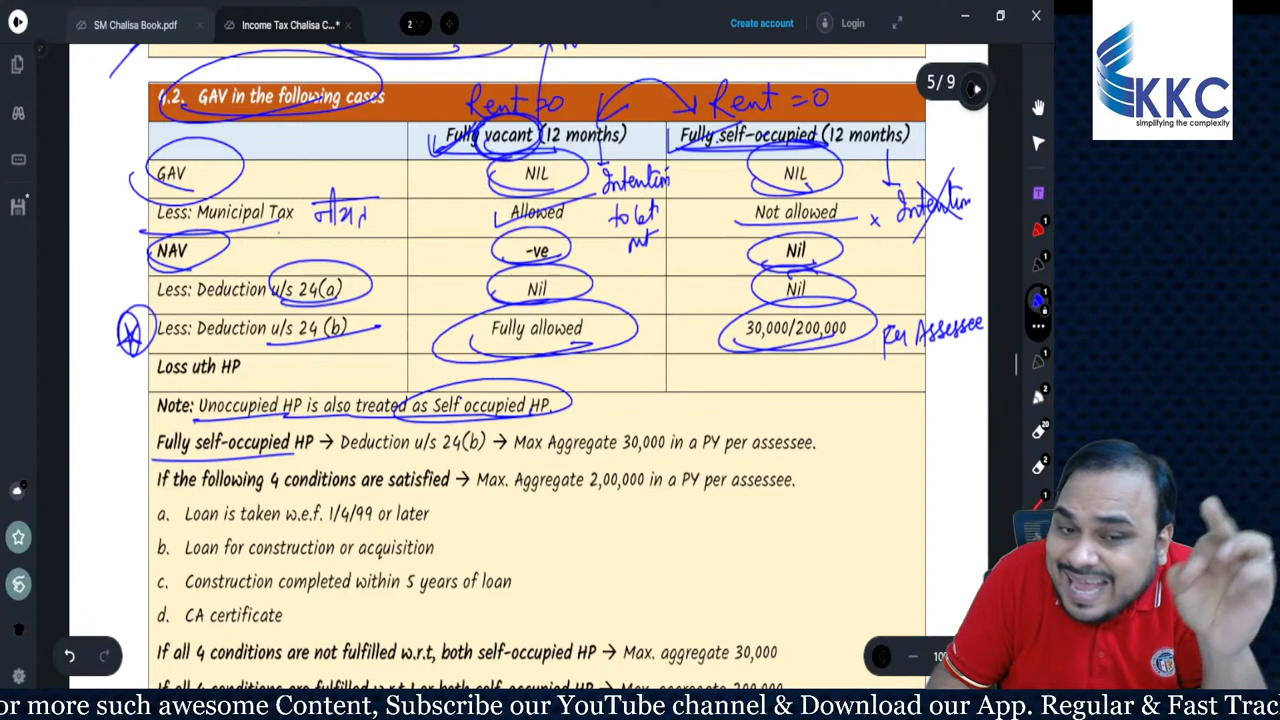 SM Chalisa Book.pdf × Income Tax Chalisa C...* × 2 Create account Login
KKC
simplifying the complexity
5/9
4.2. GAV in the following cases
Rent = 0 Rent = 0
Fully vacant (12 months) Fully self-occupied (12 months)
GAV NIL NIL
Intention to let out
Intention
Less: Municipal Tax Allowed Not allowed
NAV -ve Nil
Less: Deduction u/s 24(a) Nil Nil
Less: Deduction u/s 24 (b) Fully allowed 30,000/200,000
Per Assessee
Loss uth HP
Note: Unoccupied HP is also treated as Self occupied HP.
Fully self-occupied HP → Deduction u/s 24(b) → Max Aggregate 30,000 in a PY per assessee.
If the following 4 conditions are satisfied → Max. Aggregate 2,00,000 in a PY per assessee.
a. Loan is taken w.e.f. 1/4/99 or later
b. Loan for construction or acquisition
c. Construction completed within 5 years of loan
d. CA certificate
If all 4 conditions are not fulfilled w.r.t, both self-occupied HP → Max. aggregate 30,000
or more such awesome Content, Subscribe our YouTube channel & Download our App. Regular & Fast Trac